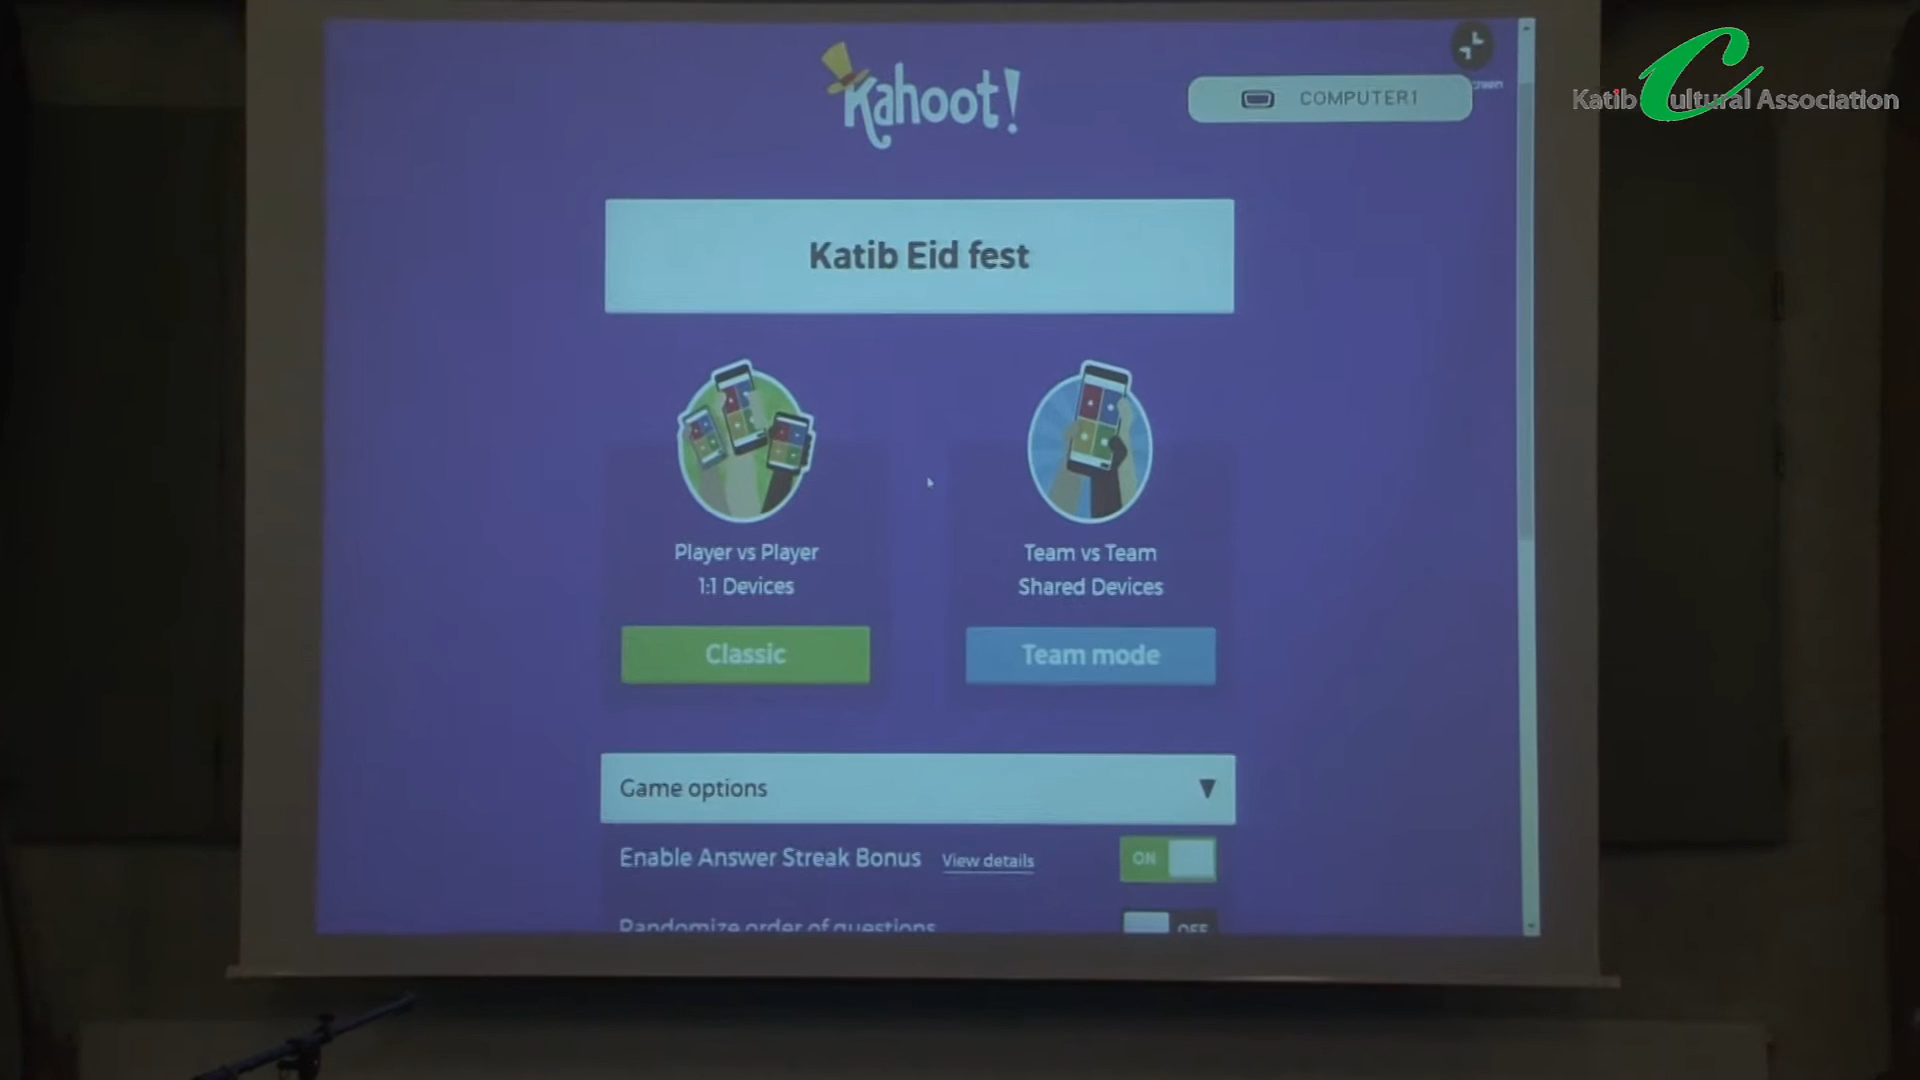 Kahoot!
COMPUTER1
Katib Cultural Association
Katib Eid fest
Player vs Player
1:1 Devices
Team vs Team
Shared Devices
Classic
Team mode
Game options
Enable Answer Streak Bonus View details
ON
Randomize order of questions
OFF